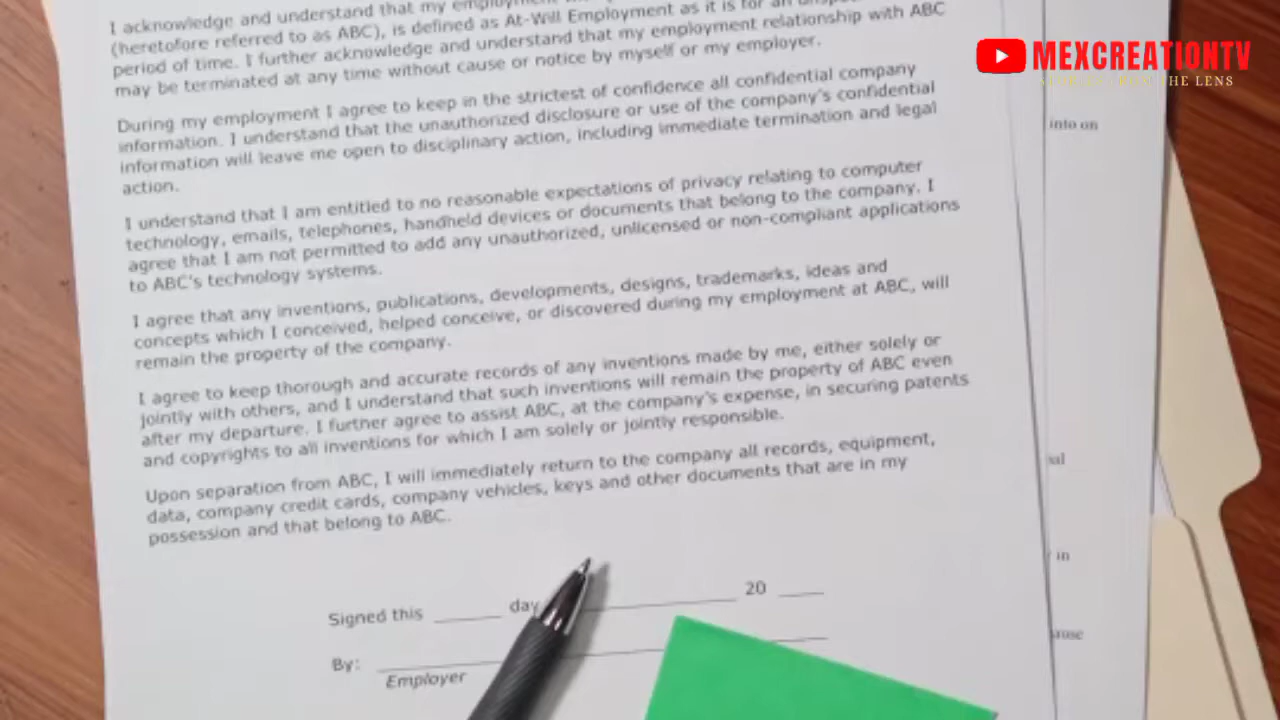 I acknowledge and understand that my employment
(heretofore referred to as ABC), is defined as At-Will Employment as it is for an
period of time. I further acknowledge and understand that my employment relationship with ABC
may be terminated at any time without cause or notice by myself or my employer.
During my employment I agree to keep in the strictest of confidence all confidential company
information. I understand that the unauthorized disclosure or use of the company's confidential
information will leave me open to disciplinary action, including immediate termination and legal
action.
I understand that I am entitled to no reasonable expectations of privacy relating to computer
technology, emails, telephones, handheld devices or documents that belong to the company. I
agree that I am not permitted to add any unauthorized, unlicensed or non-compliant applications
to ABC's technology systems.
I agree that any inventions, publications, developments, designs, trademarks, ideas and
concepts which I conceived, helped conceive, or discovered during my employment at ABC, will
remain the property of the company.
I agree to keep thorough and accurate records of any inventions made by me, either solely or
jointly with others, and I understand that such inventions will remain the property of ABC even
after my departure. I further agree to assist ABC, at the company's expense, in securing patents
and copyrights to all inventions for which I am solely or jointly responsible.
Upon separation from ABC, I will immediately return to the company all records, equipment,
data, company credit cards, company vehicles, keys and other documents that are in my
possession and that belong to ABC.
Signed this ______ day ____________ 20 ____
By: ____________
Employer
MEXCREATIONTV
THE LENS
into on
in